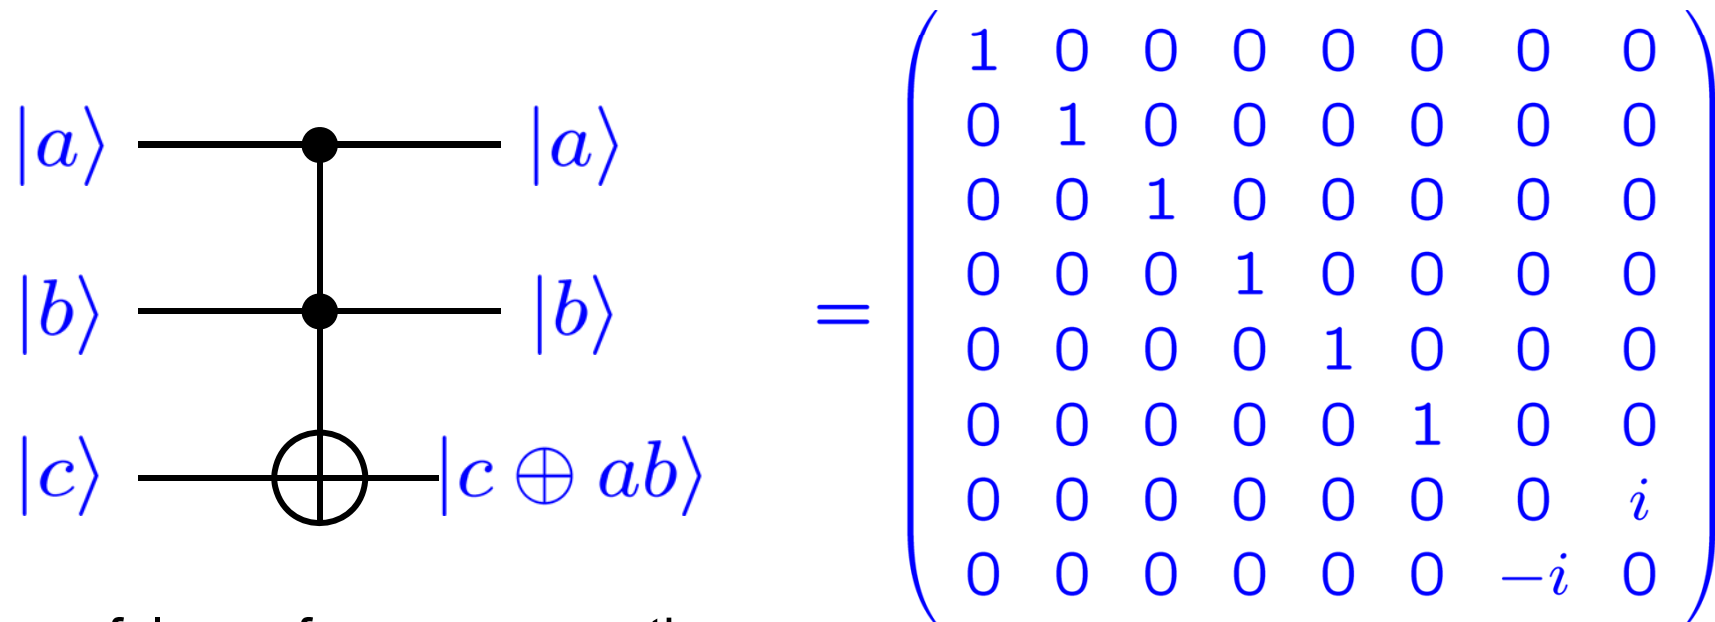 |a⟩ |a⟩
|b⟩ |b⟩
|c⟩ |c ⊕ ab⟩
=
1 0 0 0 0 0 0 0
0 1 0 0 0 0 0 0
0 0 1 0 0 0 0 0
0 0 0 1 0 0 0 0
0 0 0 0 1 0 0 0
0 0 0 0 0 1 0 0
0 0 0 0 0 0 0 i
0 0 0 0 0 0 −i 0